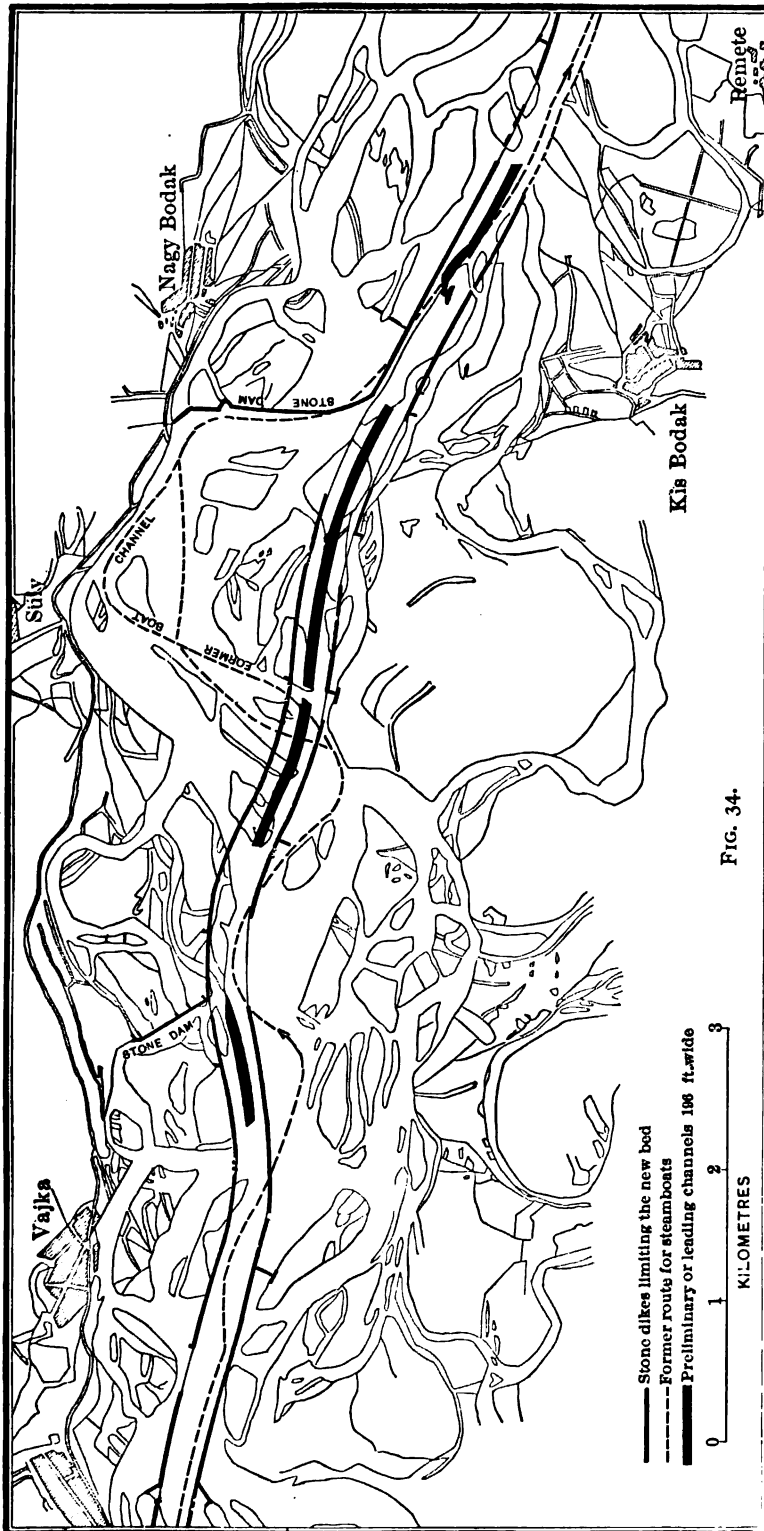 Vajka
Süly
Nagy Bodak
STONE DAM
FORMER BOAT CHANNEL
STONE DAM
Kis Bodak
Remete
Stone dikes limiting the new bed
Former route for steamboats
Preliminary or leading channels 196 ft. wide
0 1 2 3
KILOMETRES
FIG. 34.